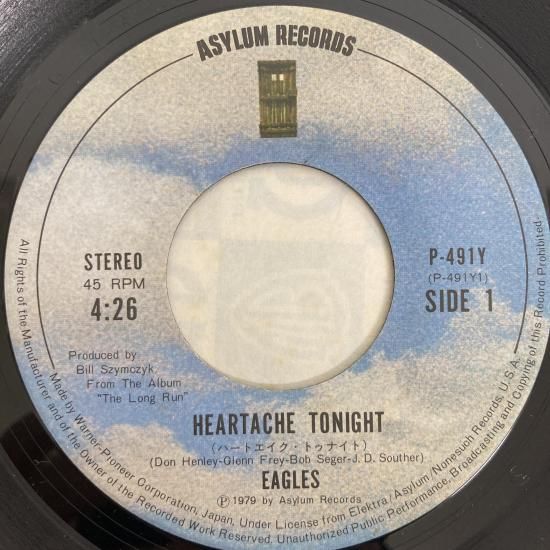 ASYLUM RECORDS
STEREO
45 RPM
4:26
P-491Y
(P-491Y1)
SIDE 1
Produced by
Bill Szymczyk
From The Album
"The Long Run"
HEARTACHE TONIGHT
(ハートエイク・トゥナイト)
(Don Henley-Glenn Frey-Bob Seger-J. D. Souther)
EAGLES
Ⓟ 1979 by Asylum Records
Made by Warner-Pioneer Corporation, Japan, Under License from Elektra/Asylum/Nonesuch Records, U.S.A.
All Rights of the Manufacturer and of the Owner of the Recorded Work Reserved. Unauthorized Public Performance, Broadcasting and Copying of this Record Prohibited.